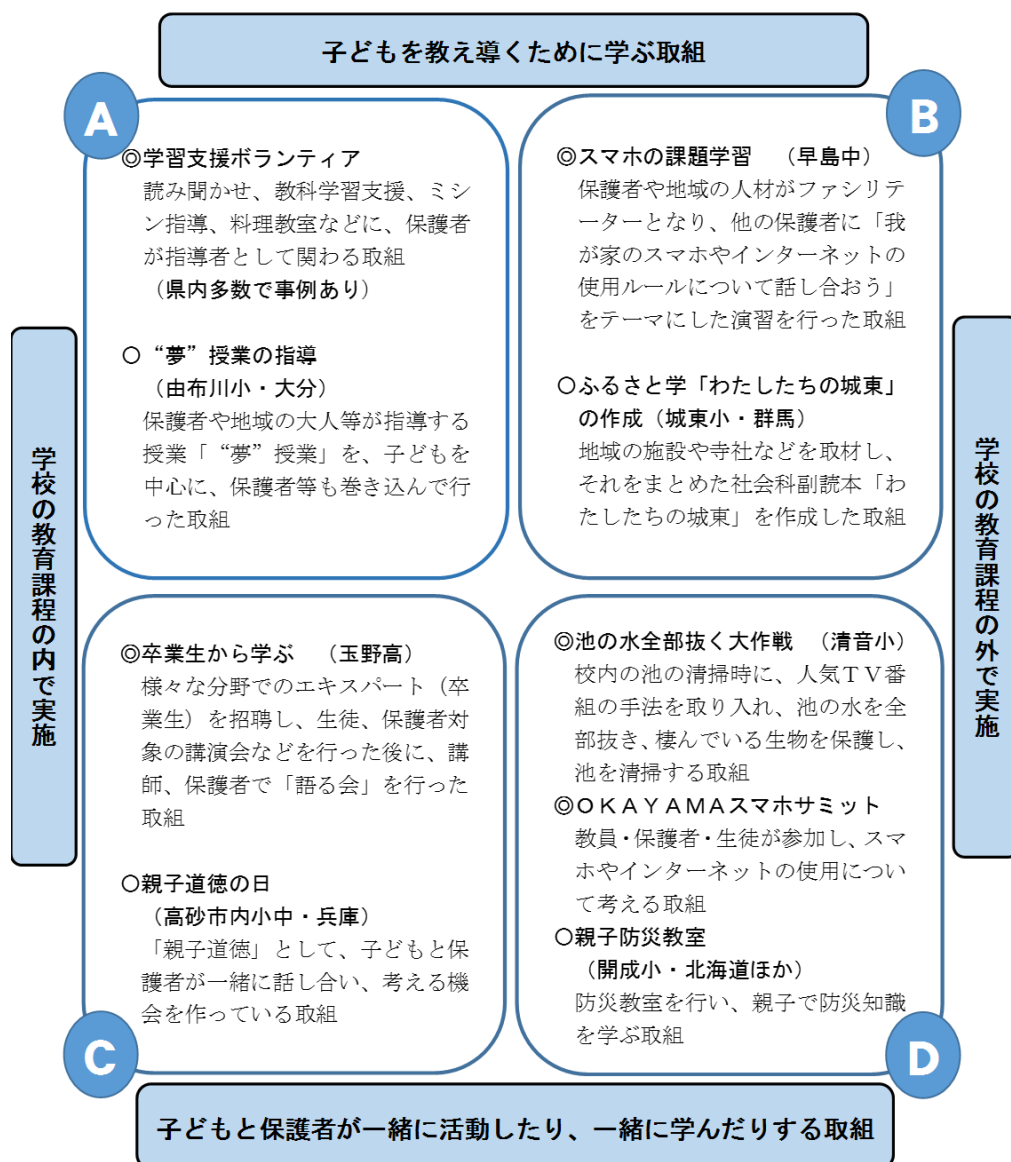 子どもを教え導くために学ぶ取組
A
◎学習支援ボランティア
読み聞かせ、教科学習支援、ミシ
ン指導、料理教室などに、保護者
が指導者として関わる取組
(県内多数で事例あり)
○“夢”授業の指導
(由布川小・大分)
保護者や地域の大人等が指導する
授業「“夢”授業」を、子どもを
中心に、保護者等も巻き込んで行
った取組
B
◎スマホの課題学習 (早島中)
保護者や地域の人材がファシリテ
ーターとなり、他の保護者に「我
が家のスマホやインターネットの
使用ルールについて話し合おう」
をテーマにした演習を行った取組
○ふるさと学「わたしたちの城東」
の作成(城東小・群馬)
地域の施設や寺社などを取材し、
それをまとめた社会科副読本「わ
たしたちの城東」を作成した取組
学校の教育課程の内で実施
学校の教育課程の外で実施
◎卒業生から学ぶ (玉野高)
様々な分野でのエキスパート(卒
業生)を招聘し、生徒、保護者対
象の講演会などを行った後に、講
師、保護者で「語る会」を行った
取組
○親子道徳の日
(高砂市内小中・兵庫)
「親子道徳」として、子どもと保
護者が一緒に話し合い、考える機
会を作っている取組
C
◎池の水全部抜く大作戦 (清音小)
校内の池の清掃時に、人気TV番
組の手法を取り入れ、池の水を全
部抜き、棲んでいる生物を保護し、
池を清掃する取組
◎OKAYAMAスマホサミット
教員・保護者・生徒が参加し、スマ
ホやインターネットの使用につい
て考える取組
○親子防災教室
(開成小・北海道ほか)
防災教室を行い、親子で防災知識
を学ぶ取組
D
子どもと保護者が一緒に活動したり、一緒に学んだりする取組